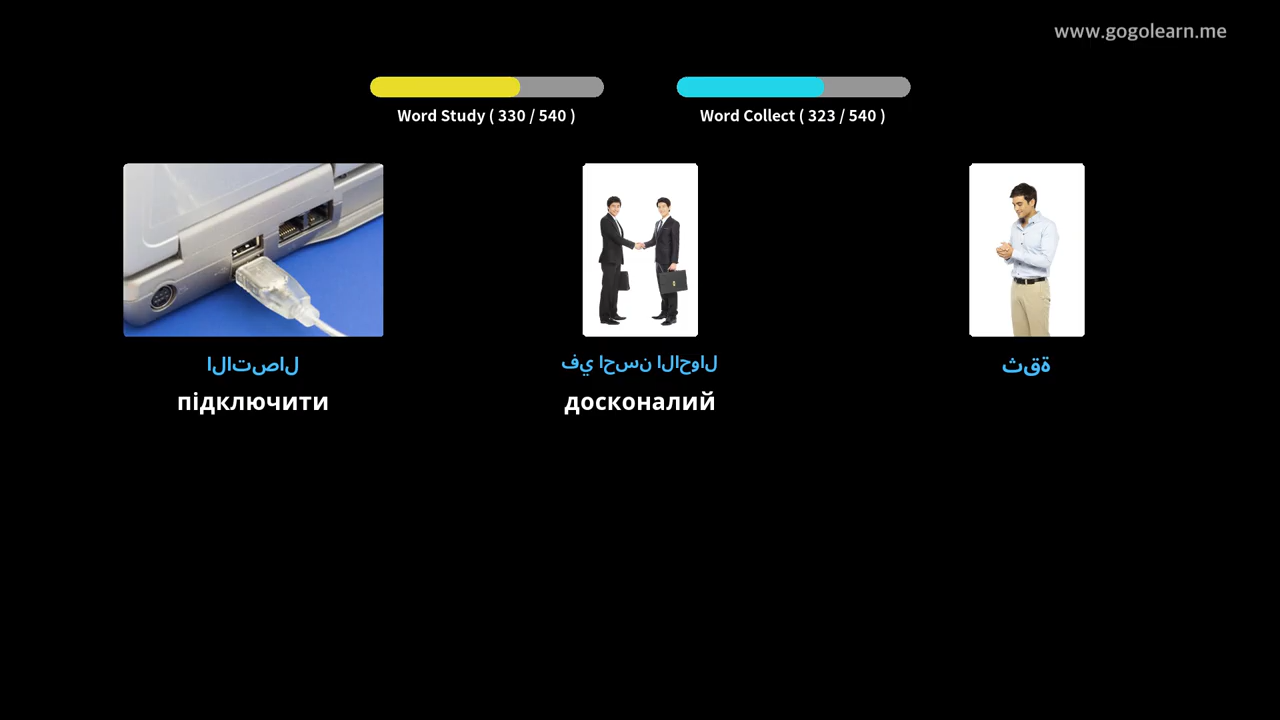 www.gogolearn.me
Word Study ( 330 / 540 )
Word Collect ( 323 / 540 )
الاتصال
في احسن الاحوال
ثقة
підключити
досконалий